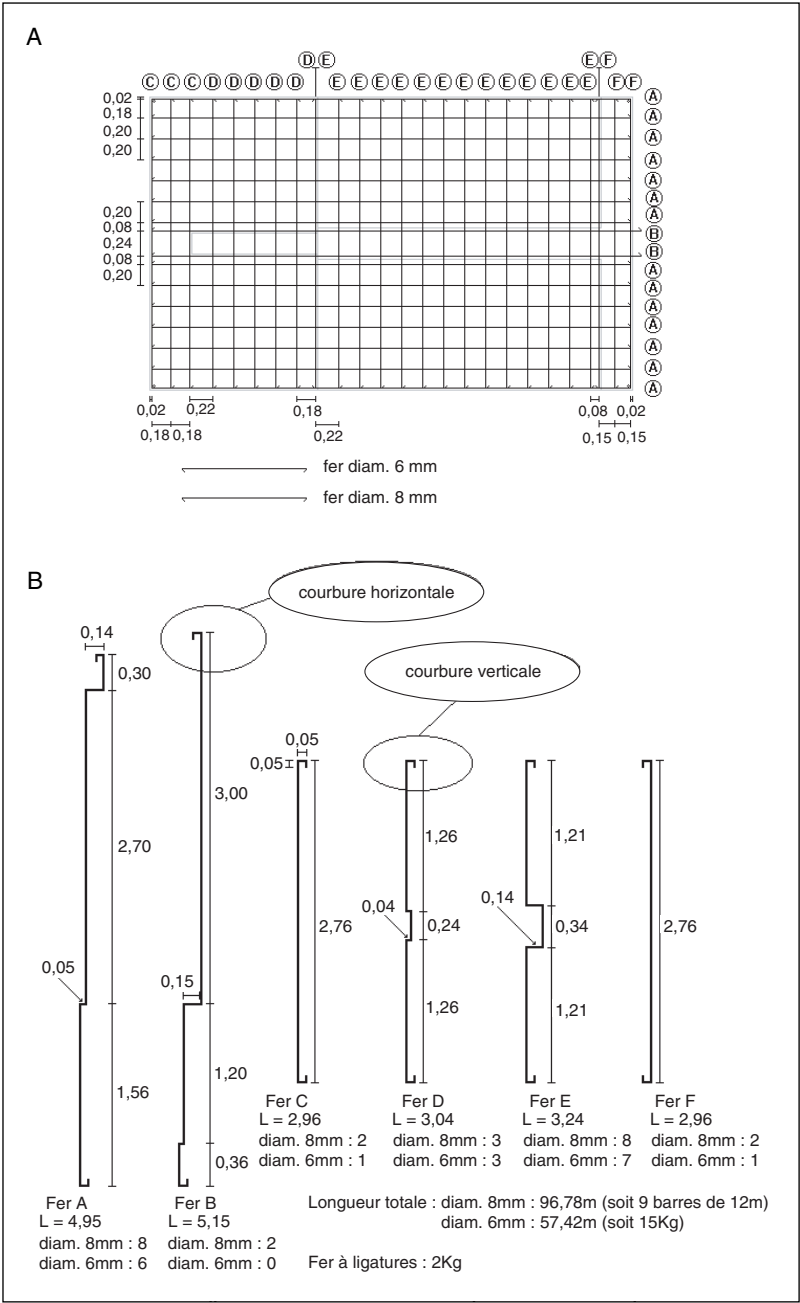 A
D E E F
C C C D D D D D E E E E E E E E E E E E E F F
0,02
0,18
0,20
0,20
0,20
0,08
0,24
0,08
0,20
A
A
A
A
A
A
A
B
B
A
A
A
A
A
A
A
0,02 0,22 0,18 0,08 0,02
0,18 0,18 0,22 0,15 0,15
fer diam. 6 mm
fer diam. 8 mm
B
courbure horizontale
courbure verticale
0,14
0,30
2,70
0,05
1,56
3,00
0,15
1,20
0,36
0,05
0,05
2,76
1,26
0,04
0,24
1,26
1,21
0,14
0,34
1,21
2,76
Fer A
L = 4,95
diam. 8mm : 8
diam. 6mm : 6
Fer B
L = 5,15
diam. 8mm : 2
diam. 6mm : 0
Fer C
L = 2,96
diam. 8mm : 2
diam. 6mm : 1
Fer D
L = 3,04
diam. 8mm : 3
diam. 6mm : 3
Fer E
L = 3,24
diam. 8mm : 8
diam. 6mm : 7
Fer F
L = 2,96
diam. 8mm : 2
diam. 6mm : 1
Longueur totale : diam. 8mm : 96,78m (soit 9 barres de 12m)
diam. 6mm : 57,42m (soit 15Kg)
Fer à ligatures : 2Kg